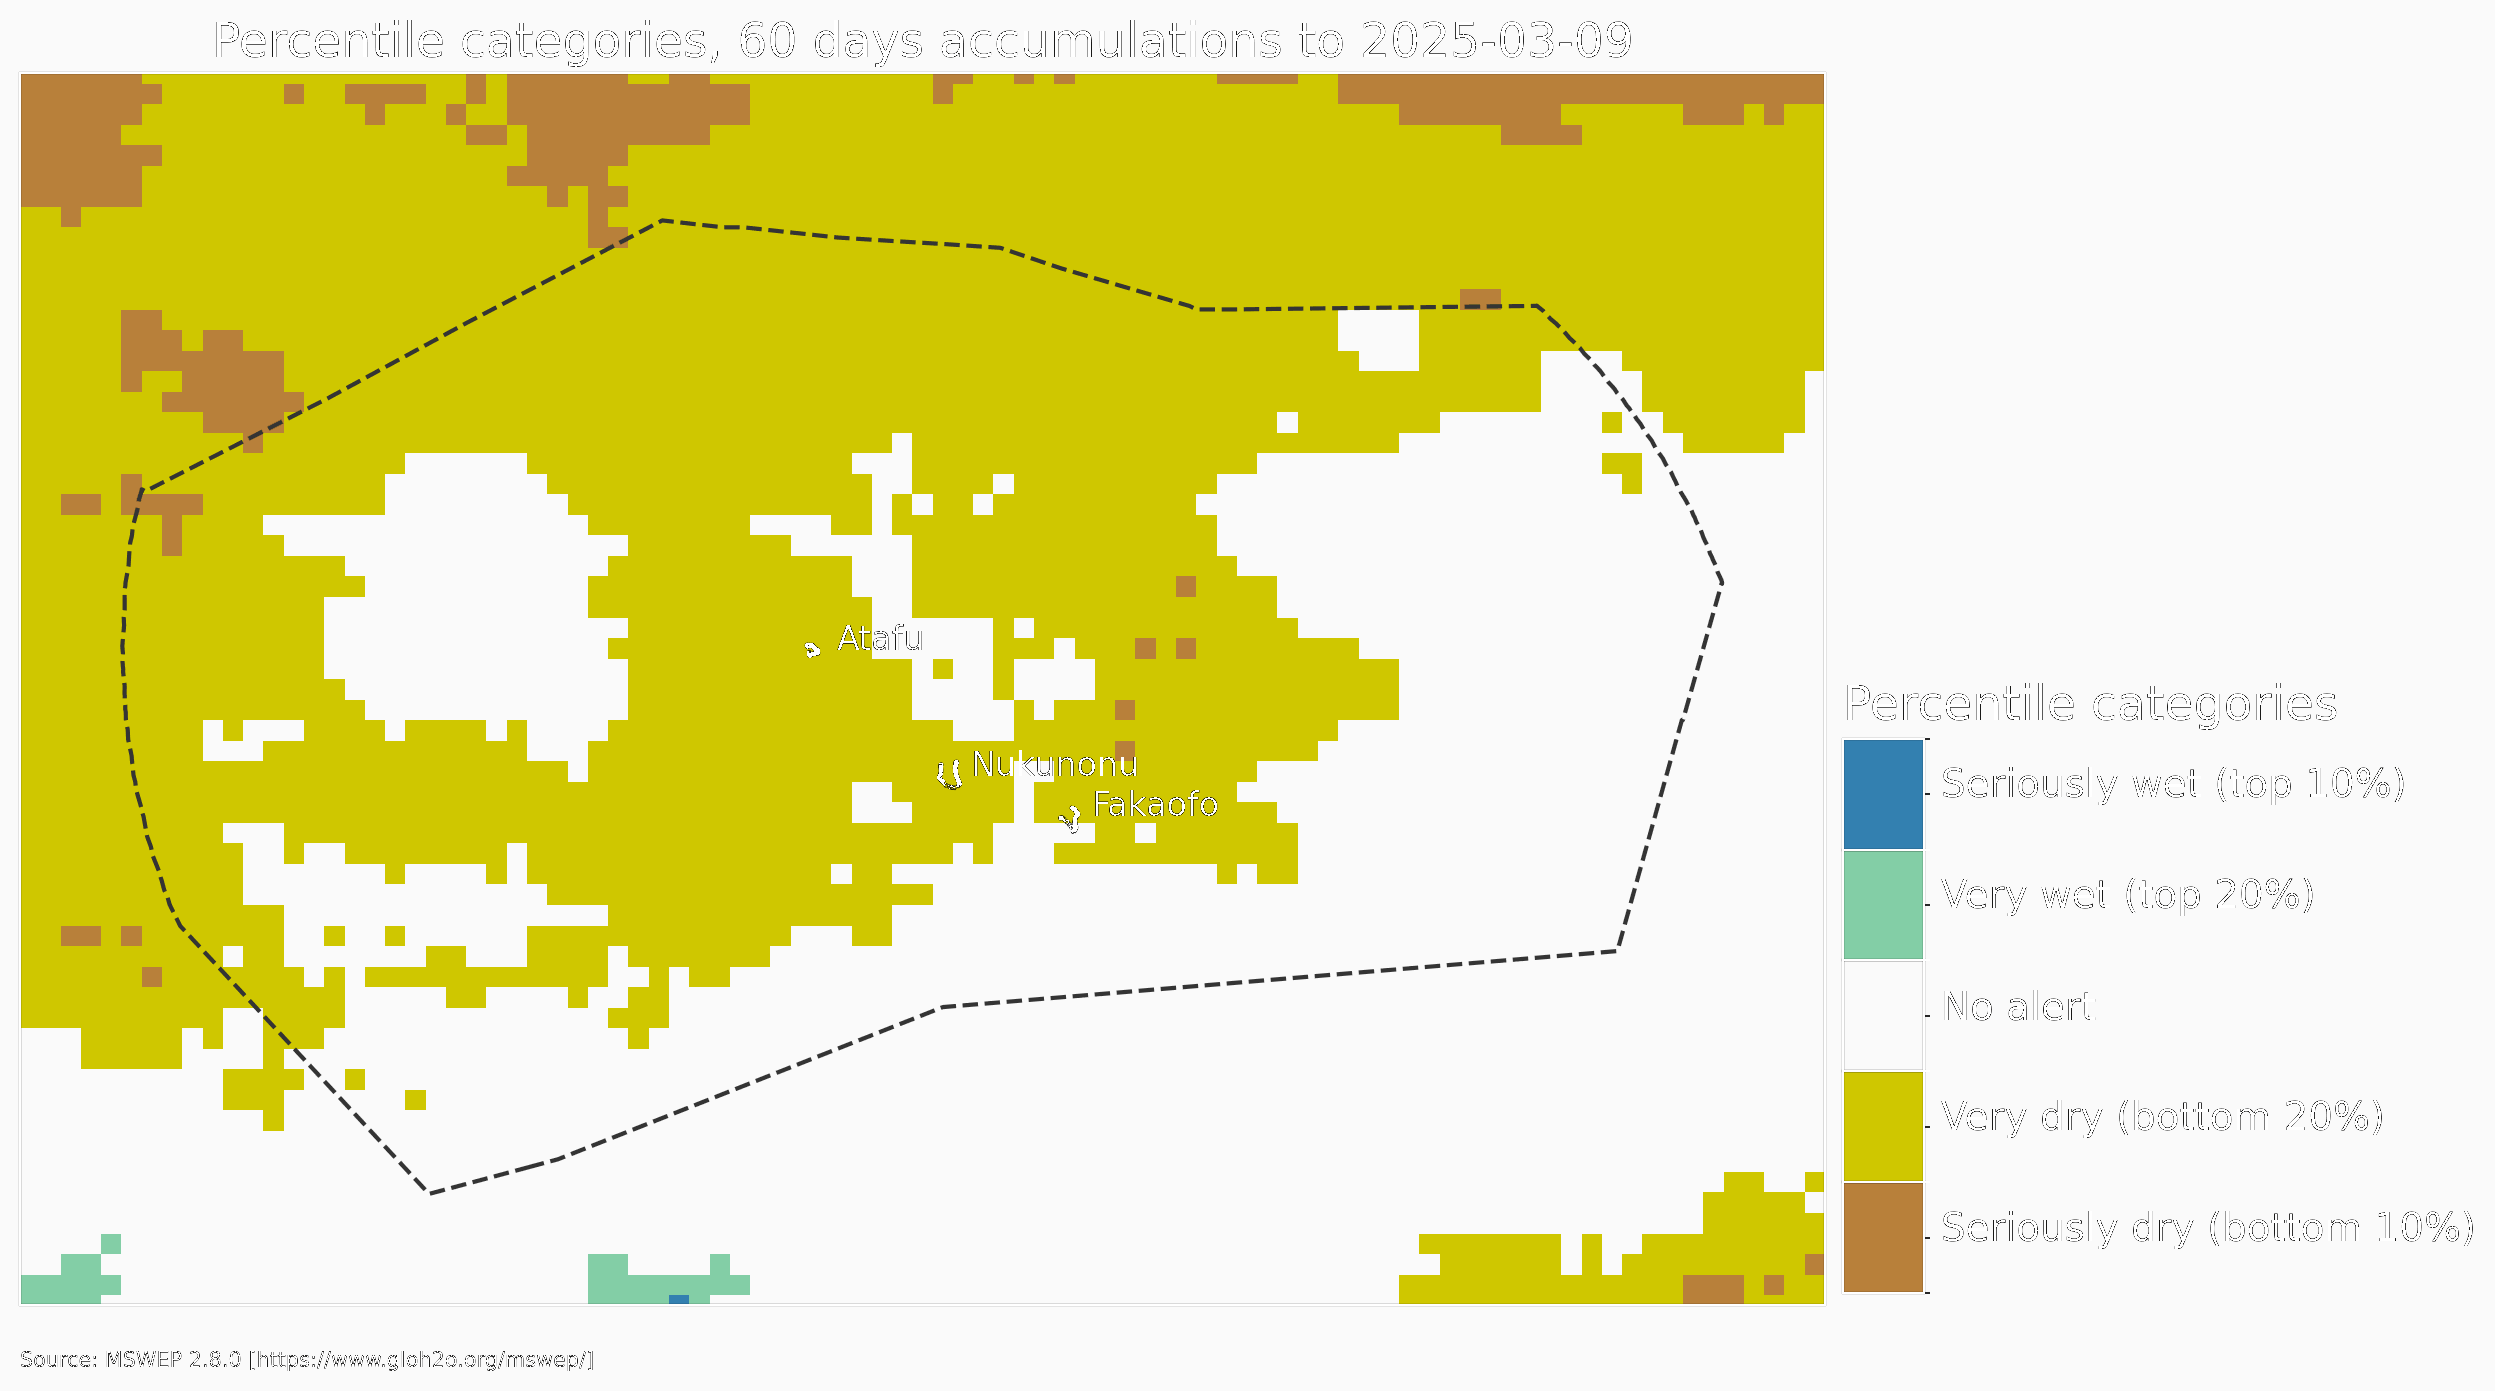 Percentile categories, 60 days accumulations to 2025-03-09
Atafu
Nukunonu
Fakaofo
Percentile categories
Seriously wet (top 10%)
Very wet (top 20%)
No alert
Very dry (bottom 20%)
Seriously dry (bottom 10%)
Source: MSWEP 2.8.0 [https://www.gloh2o.org/mswep/]